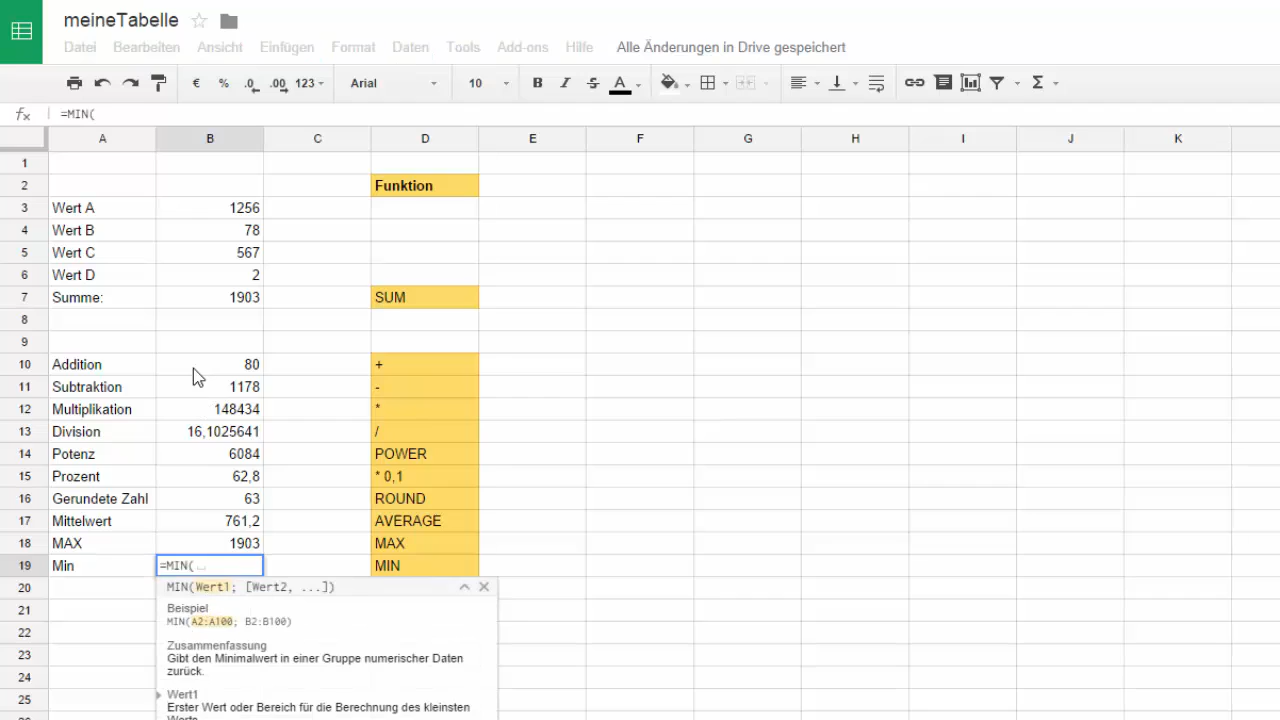 meineTabelle
Datei Bearbeiten Ansicht Einfügen Format Daten Tools Add-ons Hilfe Alle Änderungen in Drive gespeichert
€ % .0 .00 123 Arial 10 B I S A Σ
fx =MIN(
A B C D E F G H I J K
1
2 Funktion
3 Wert A 1256
4 Wert B 78
5 Wert C 567
6 Wert D 2
7 Summe: 1903 SUM
8
9
10 Addition 80 +
11 Subtraktion 1178 -
12 Multiplikation 148434 *
13 Division 16,1025641 /
14 Potenz 6084 POWER
15 Prozent 62,8 * 0,1
16 Gerundete Zahl 63 ROUND
17 Mittelwert 761,2 AVERAGE
18 MAX 1903 MAX
19 Min =MIN( MIN
20 MIN(Wert1; [Wert2, ...])
21 Beispiel
MIN(A2:A100; B2:B100)
22
23 Zusammenfassung
Gibt den Minimalwert in einer Gruppe numerischer Daten
24 zurück.
25 Wert1
Erster Wert oder Bereich für die Berechnung des kleinsten